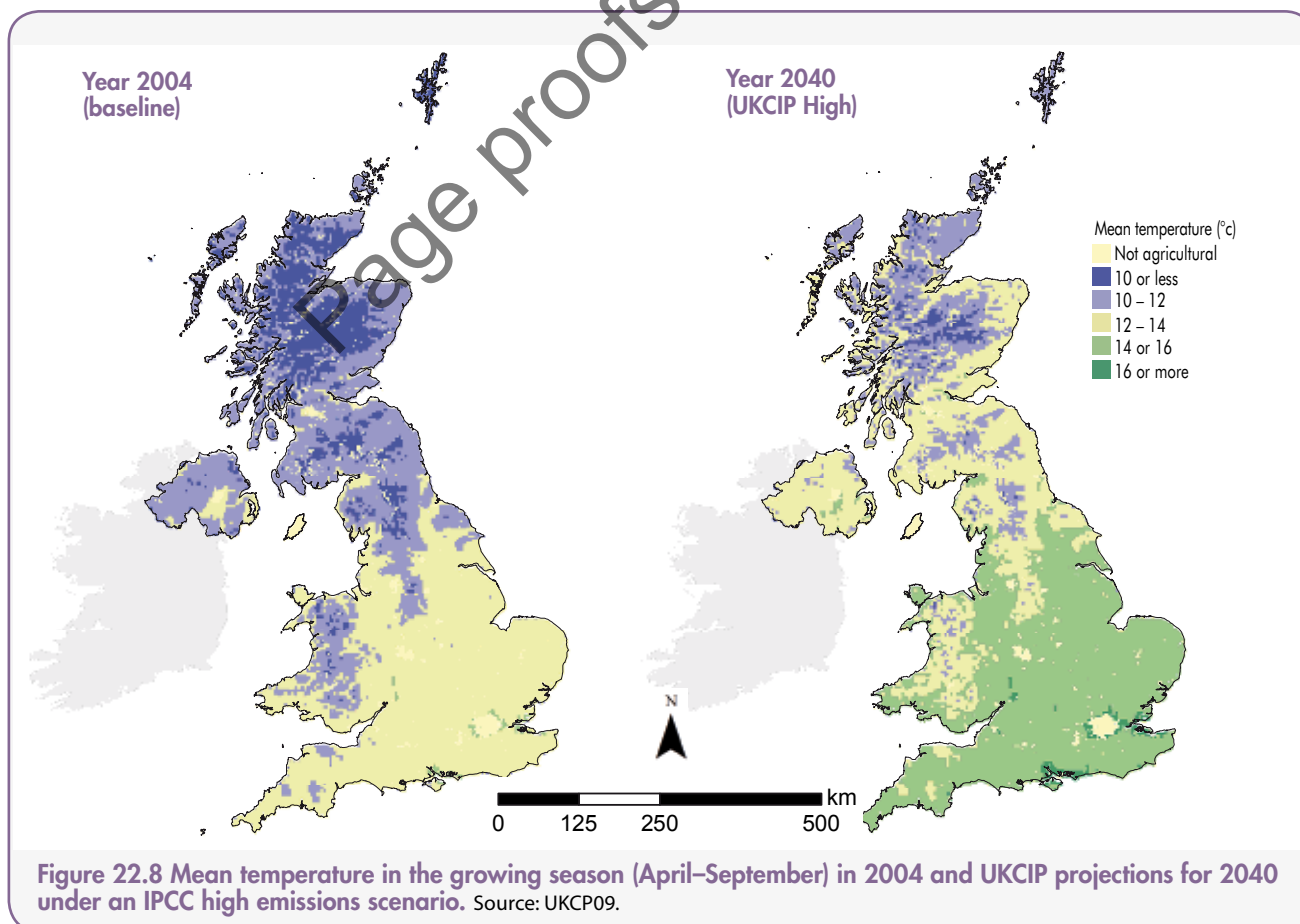 Page proofs
Year 2004
(baseline)
Year 2040
(UKCIP High)
Mean temperature (°c)
Not agricultural
10 or less
10 – 12
12 – 14
14 or 16
16 or more
N
km
0 125 250 500
Figure 22.8 Mean temperature in the growing season (April–September) in 2004 and UKCIP projections for 2040
under an IPCC high emissions scenario. Source: UKCP09.